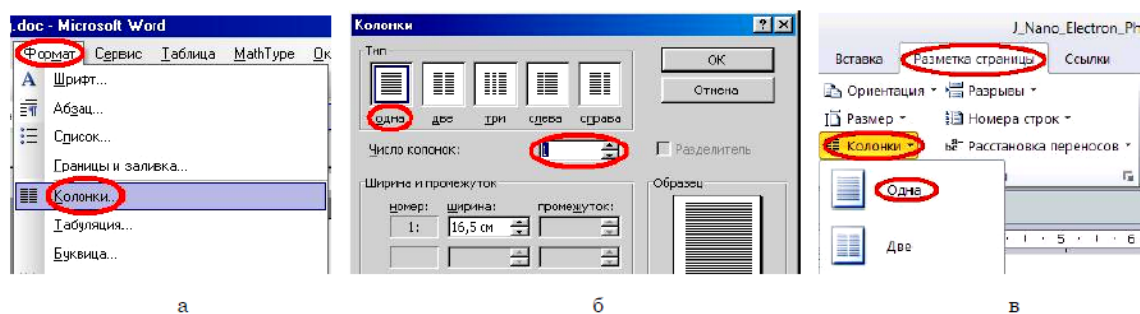 .doc - Microsoft Word
Формат Сервис Таблица MathType Ок
Шрифт...
Абзац...
Список...
Границы и заливка...
Колонки...
Табуляция...
Буквица...
а
Колонки
Тип
одна две три слева справа
ОК
Отмена
Число колонок: 1
Разделитель
Ширина и промежуток
номер: ширина: промежуток:
1: 16,5 см
Образец
б
J_Nano_Electron_Ph
Вставка Разметка страницы Ссылки
Ориентация Разрывы
Размер Номера строк
Колонки Расстановка переносов
Одна
Две
5 6
в